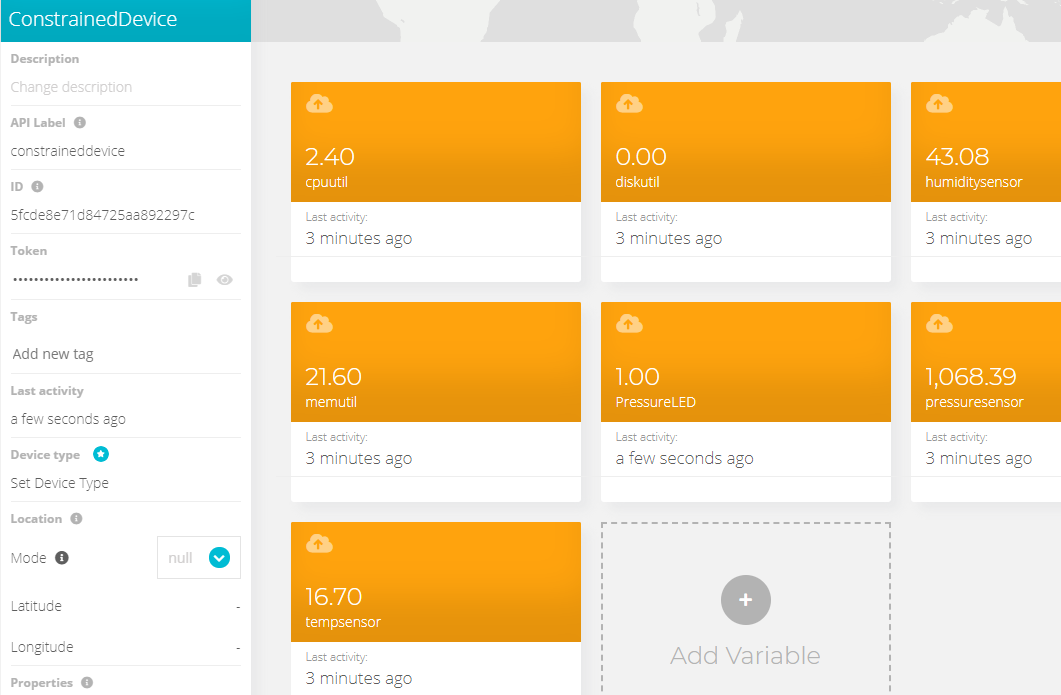 ConstrainedDevice
Description
Change description
API Label
constraineddevice
ID
5fcde8e71d84725aa892297c
Token
••••••••••••••••••••••••
Tags
Add new tag
Last activity
a few seconds ago
Device type
Set Device Type
Location
Mode
null
Latitude -
Longitude -
Properties
2.40
cpuutil
Last activity:
3 minutes ago
0.00
diskutil
Last activity:
3 minutes ago
43.08
humiditysensor
Last activity:
3 minutes ago
21.60
memutil
Last activity:
3 minutes ago
1.00
PressureLED
Last activity:
a few seconds ago
1,068.39
pressuresensor
Last activity:
3 minutes ago
16.70
tempsensor
Last activity:
3 minutes ago
Add Variable